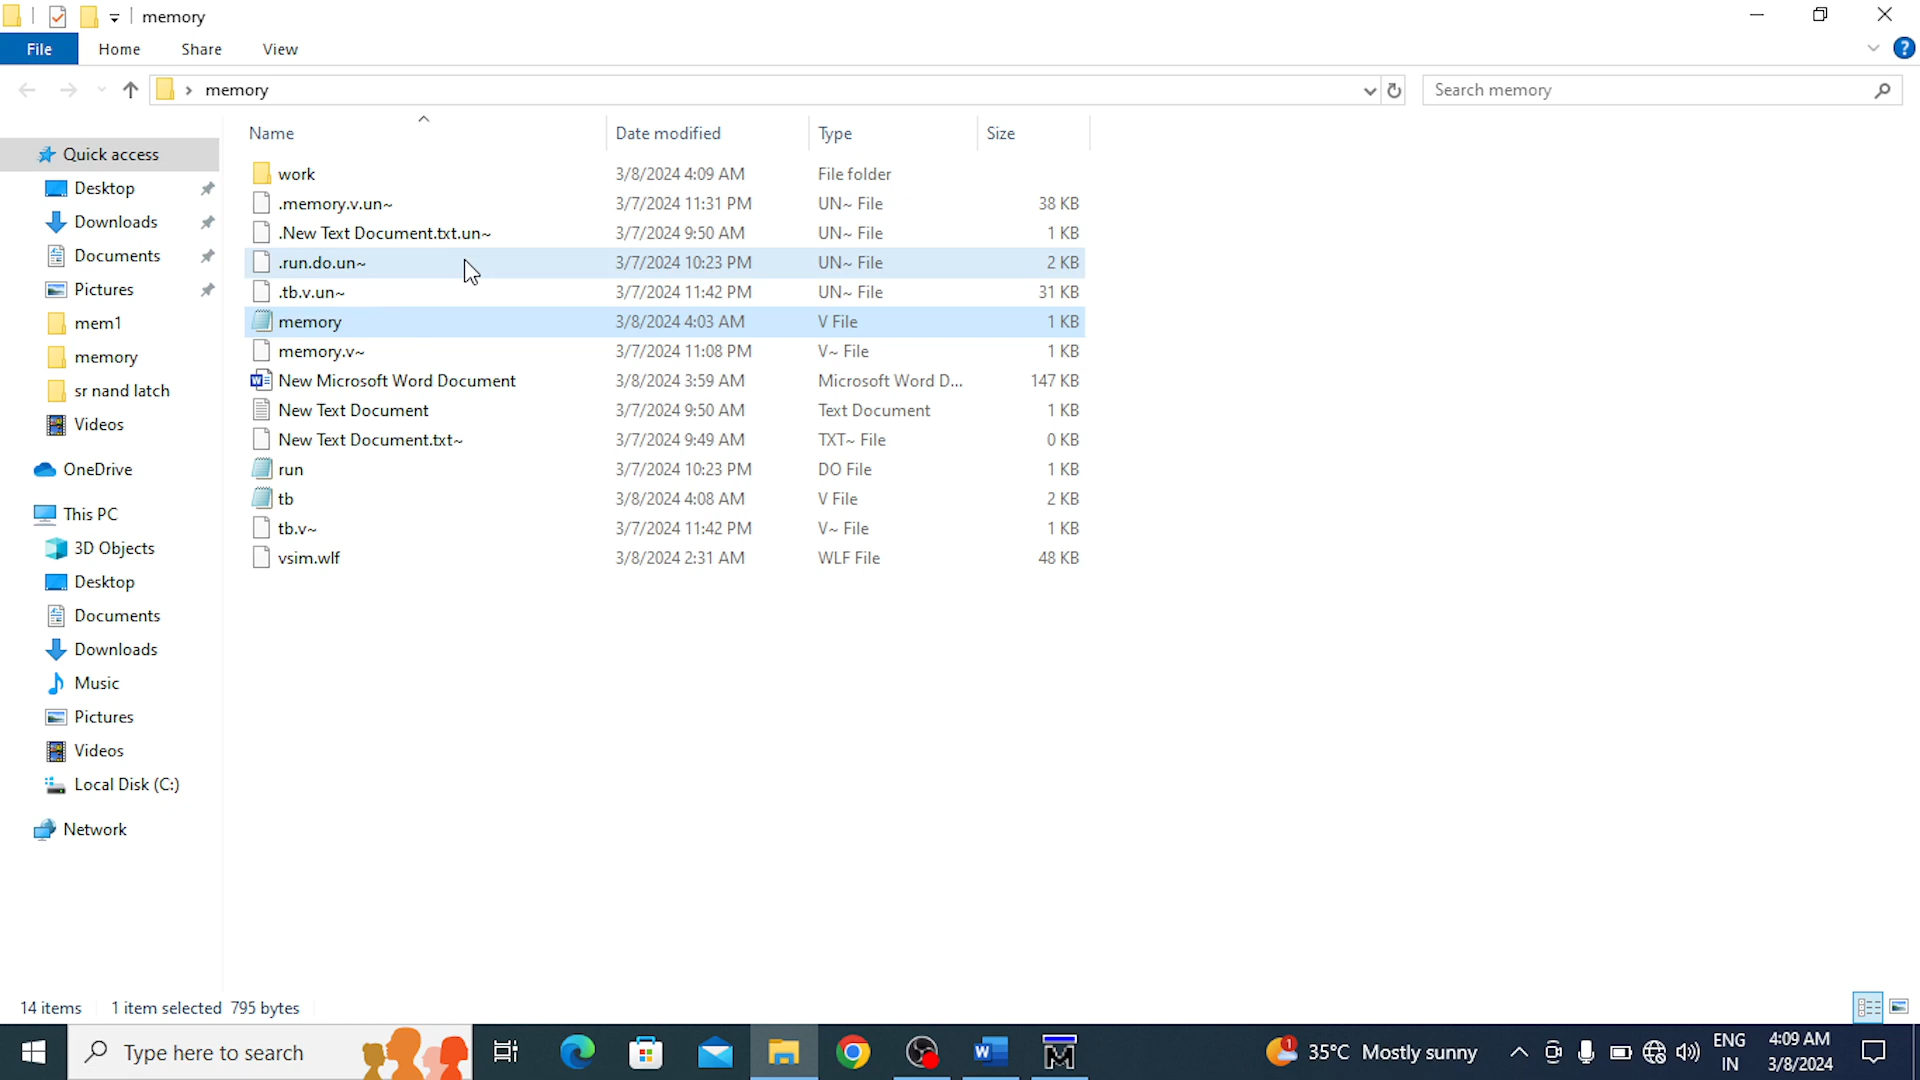 memory
File Home Share View
memory
Search memory
Name Date modified Type Size
Quick access
Desktop
Downloads
Documents
Pictures
mem1
memory
sr nand latch
Videos
OneDrive
This PC
3D Objects
Desktop
Documents
Downloads
Music
Pictures
Videos
Local Disk (C:)
Network
work 3/8/2024 4:09 AM File folder
.memory.v.un~ 3/7/2024 11:31 PM UN~ File 38 KB
.New Text Document.txt.un~ 3/7/2024 9:50 AM UN~ File 1 KB
.run.do.un~ 3/7/2024 10:23 PM UN~ File 2 KB
.tb.v.un~ 3/7/2024 11:42 PM UN~ File 31 KB
memory 3/8/2024 4:03 AM V File 1 KB
memory.v~ 3/7/2024 11:08 PM V~ File 1 KB
New Microsoft Word Document 3/8/2024 3:59 AM Microsoft Word D... 147 KB
New Text Document 3/7/2024 9:50 AM Text Document 1 KB
New Text Document.txt~ 3/7/2024 9:49 AM TXT~ File 0 KB
run 3/7/2024 10:23 PM DO File 1 KB
tb 3/8/2024 4:08 AM V File 2 KB
tb.v~ 3/7/2024 11:42 PM V~ File 1 KB
vsim.wlf 3/8/2024 2:31 AM WLF File 48 KB
14 items 1 item selected 795 bytes
Type here to search
35°C Mostly sunny
ENG
IN
4:09 AM
3/8/2024